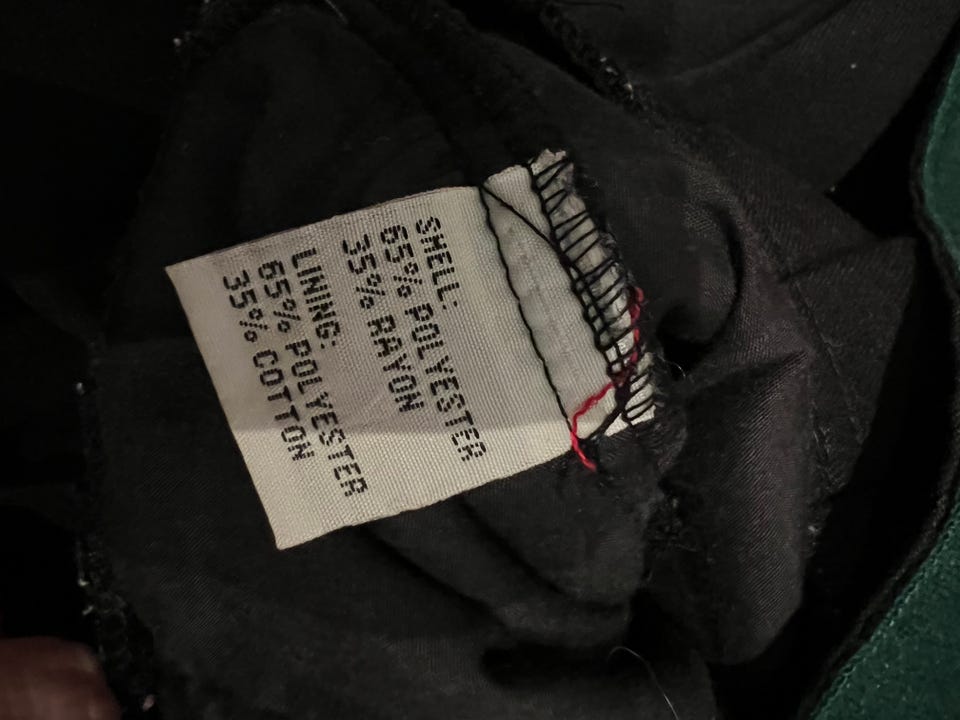 SHELL:
65% POLYESTER
35% RAYON
LINING:
65% POLYESTER
35% COTTON